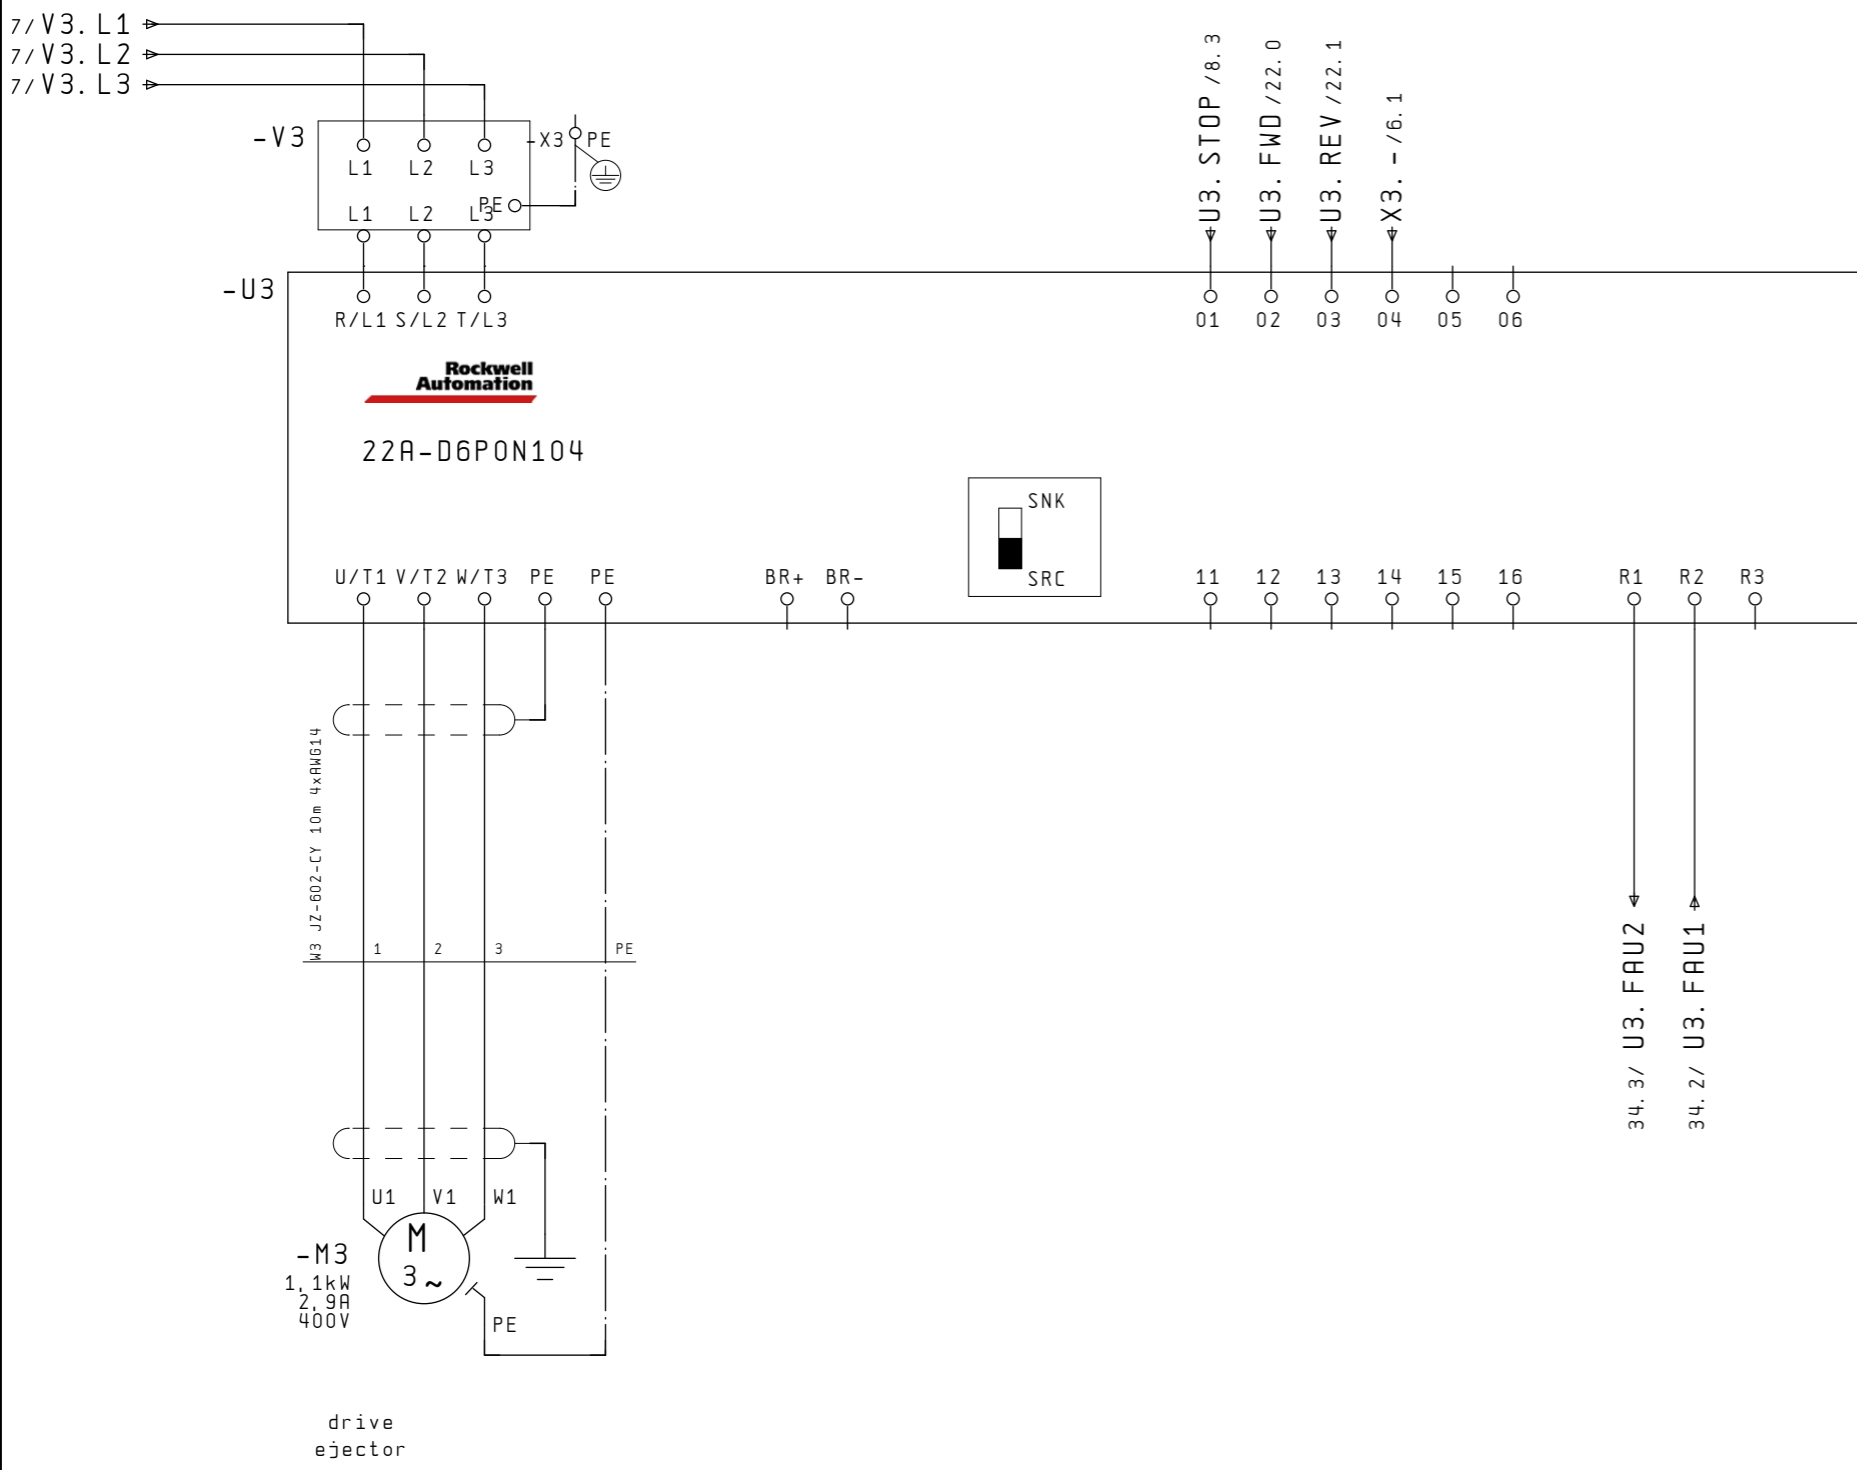 7/V3.L1
7/V3.L2
7/V3.L3
-V3
L1 L2 L3
-X3 PE
PE
L1 L2 L3
U3.STOP /8.3
U3.FWD /22.0
U3.REV /22.1
X3.- /6.1
-U3
R/L1 S/L2 T/L3
01 02 03 04 05 06
Rockwell
Automation
22A-D6P0N104
SNK
SRC
U/T1 V/T2 W/T3 PE PE
BR+ BR-
11 12 13 14 15 16
R1 R2 R3
W3 JZ-602-CY 10m 4xAWG14
1 2 3 PE
34.3/ U3.FAU2
34.2/ U3.FAU1
U1 V1 W1
-M3
1,1kW
2,9A
400V
M
3~
PE
drive
ejector